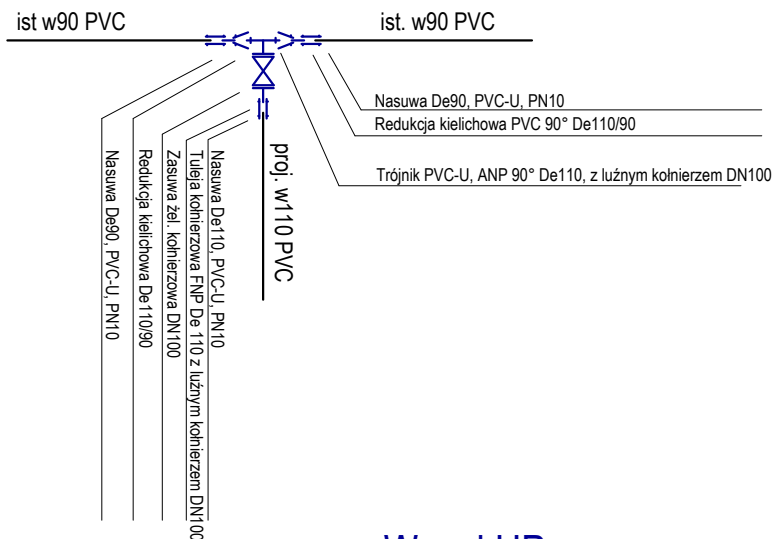 ist w90 PVC
ist. w90 PVC
Nasuwa De90, PVC-U, PN10
Redukcja kielichowa PVC 90° De110/90
Trójnik PVC-U, ANP 90° De110, z luźnym kołnierzem DN100
proj. w110 PVC
Nasuwa De110, PVC-U, PN10
Tuleja kołnierzowa FNP De 110 z luźnym kołnierzem DN100
Zasuwa żel. kołnierzowa DN100
Redukcja kielichowa De110/90
Nasuwa De90, PVC-U, PN10